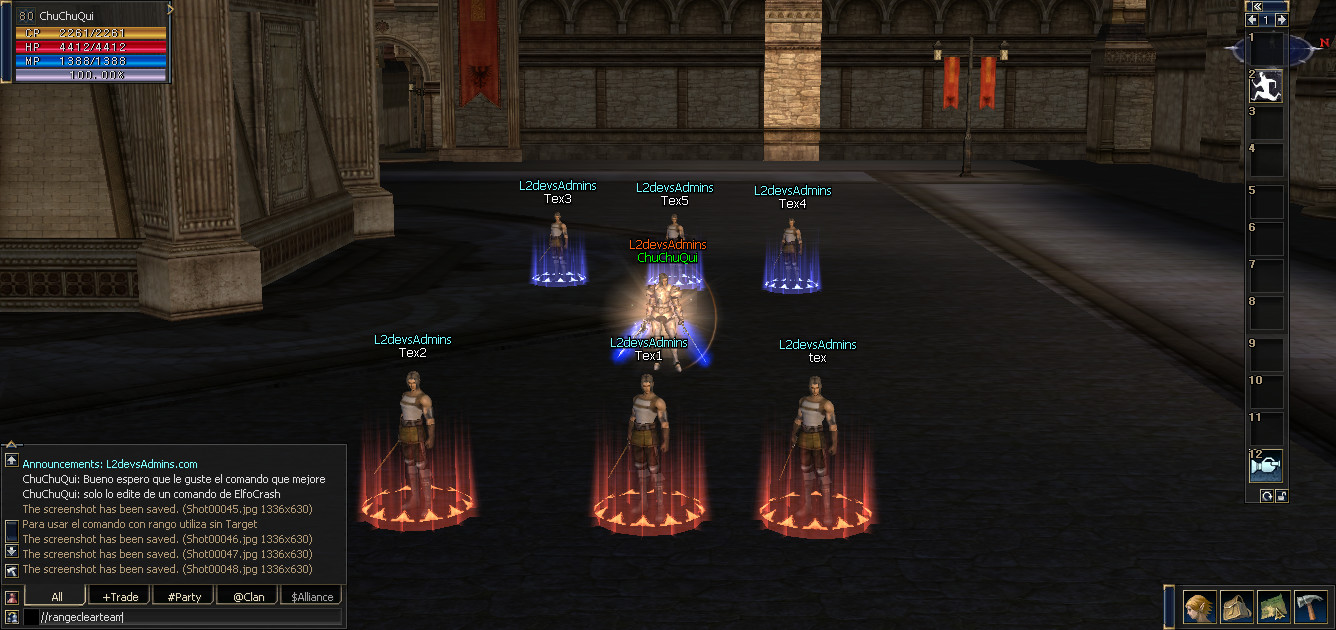 80 ChuChuQui
CP 2261/2261
HP 4412/4412
MP 1388/1388
100.00%
1
N
1
2
3
4
5
6
7
8
9
10
11
12
L2devsAdmins
Tex3
L2devsAdmins
Tex5
L2devsAdmins
Tex4
L2devsAdmins
ChuChuQui
L2devsAdmins
Tex2
L2devsAdmins
Tex1
L2devsAdmins
tex
Announcements: L2devsAdmins.com
ChuChuQui: Bueno espero que le guste el comando que mejore
ChuChuQui: solo lo edite de un comando de ElfoCrash
The screenshot has been saved. (Shot00045.jpg 1336x630)
Para usar el comando con rango utiliza sin Target
The screenshot has been saved. (Shot00046.jpg 1336x630)
The screenshot has been saved. (Shot00047.jpg 1336x630)
The screenshot has been saved. (Shot00048.jpg 1336x630)
All +Trade #Party @Clan $Alliance
//rangeclearteam